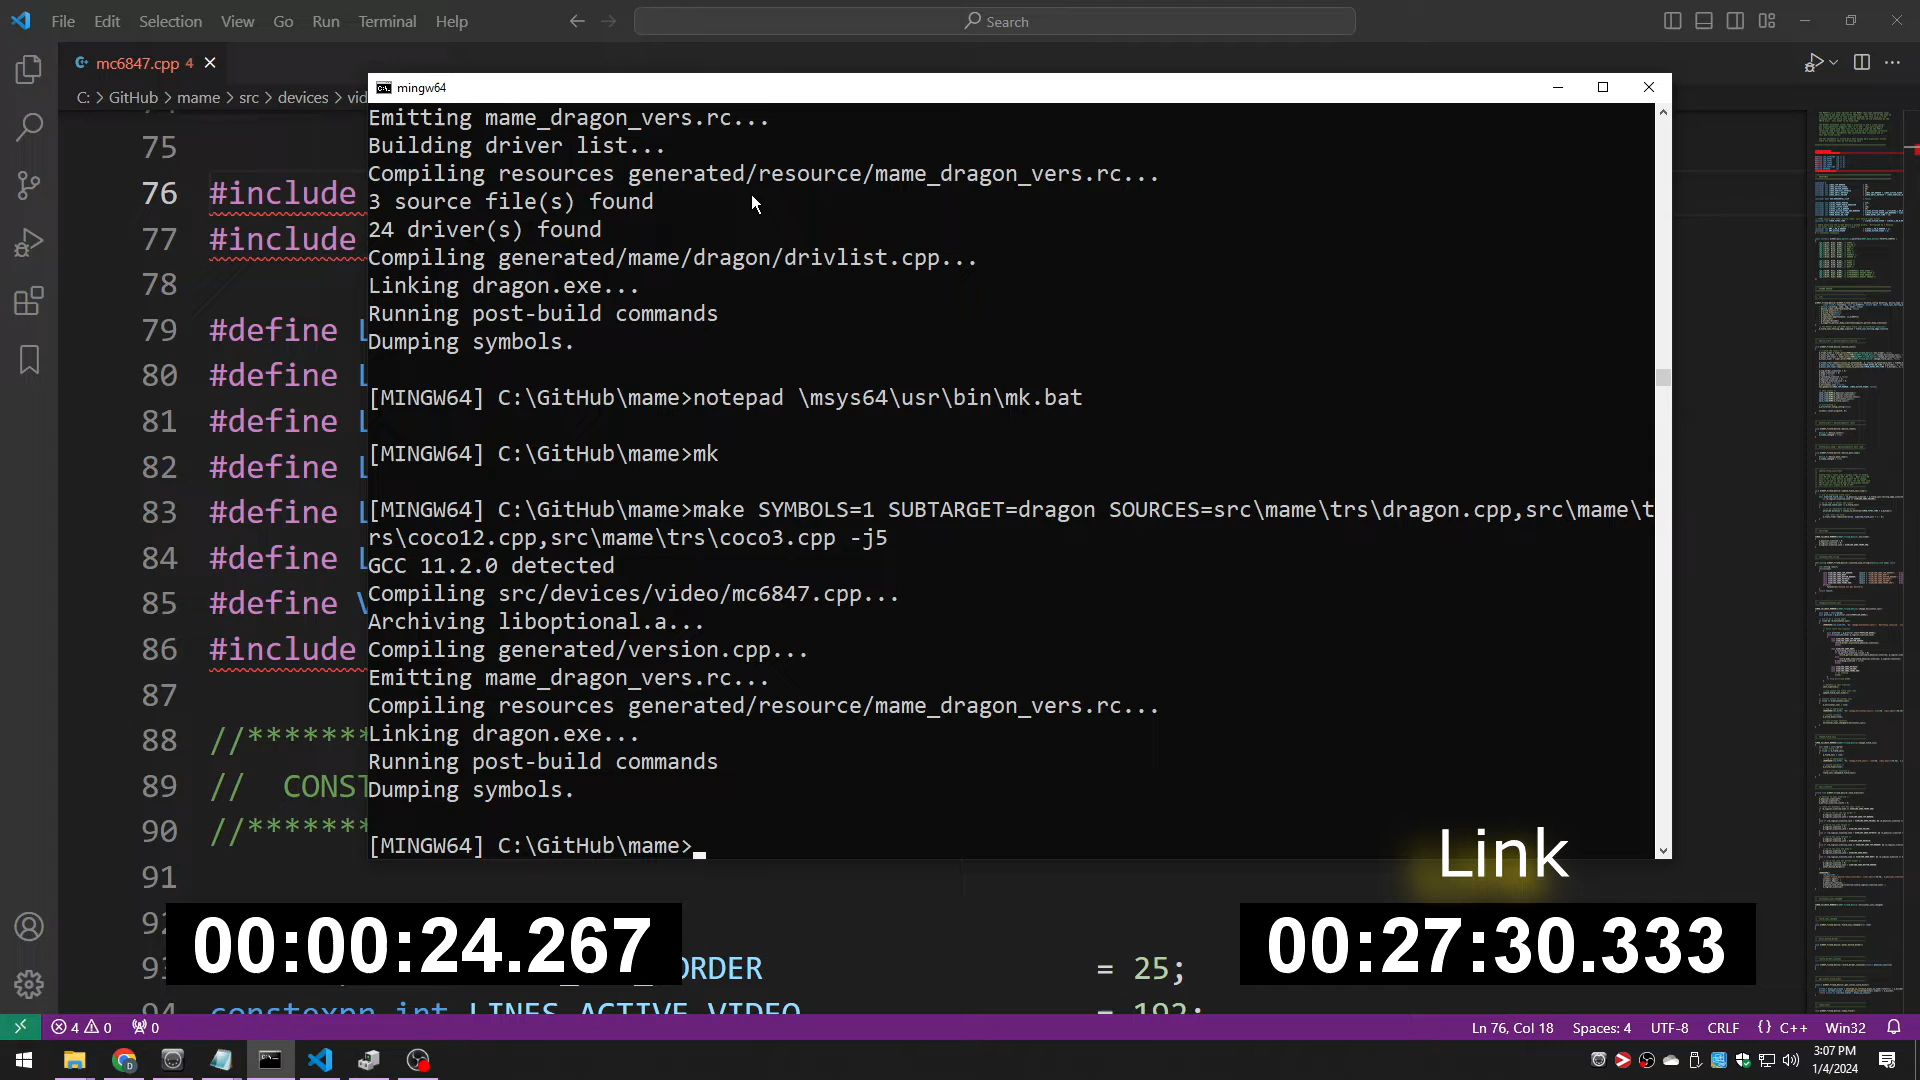 File Edit Selection View Go Run Terminal Help
Search
mc6847.cpp 4
C: > GitHub > mame > src > devices >
mingw64
75
76 #include
77 #include
78
79 #define
80 #define
81 #define
82 #define
83 #define
84 #define
85 #define
86 #include
87
88 //*******
89 // CONST
90 //*******
91
Emitting mame_dragon_vers.rc...
Building driver list...
Compiling resources generated/resource/mame_dragon_vers.rc...
3 source file(s) found
24 driver(s) found
Compiling generated/mame/dragon/drivlist.cpp...
Linking dragon.exe...
Running post-build commands
Dumping symbols.
[MINGW64] C:\GitHub\mame>notepad \msys64\usr\bin\mk.bat
[MINGW64] C:\GitHub\mame>mk
[MINGW64] C:\GitHub\mame>make SYMBOLS=1 SUBTARGET=dragon SOURCES=src\mame\trs\dragon.cpp,src\mame\t
rs\coco12.cpp,src\mame\trs\coco3.cpp -j5
GCC 11.2.0 detected
Compiling src/devices/video/mc6847.cpp...
Archiving liboptional.a...
Compiling generated/version.cpp...
Emitting mame_dragon_vers.rc...
Compiling resources generated/resource/mame_dragon_vers.rc...
Linking dragon.exe...
Running post-build commands
Dumping symbols.
[MINGW64] C:\GitHub\mame>
Link
00:00:24.267
00:27:30.333
ORDER = 25;
94 constexpr int LINES_ACTIVE_VIDEO = 192;
4 0 0
Ln 76, Col 18 Spaces: 4 UTF-8 CRLF {} C++ Win32
3:07 PM
1/4/2024